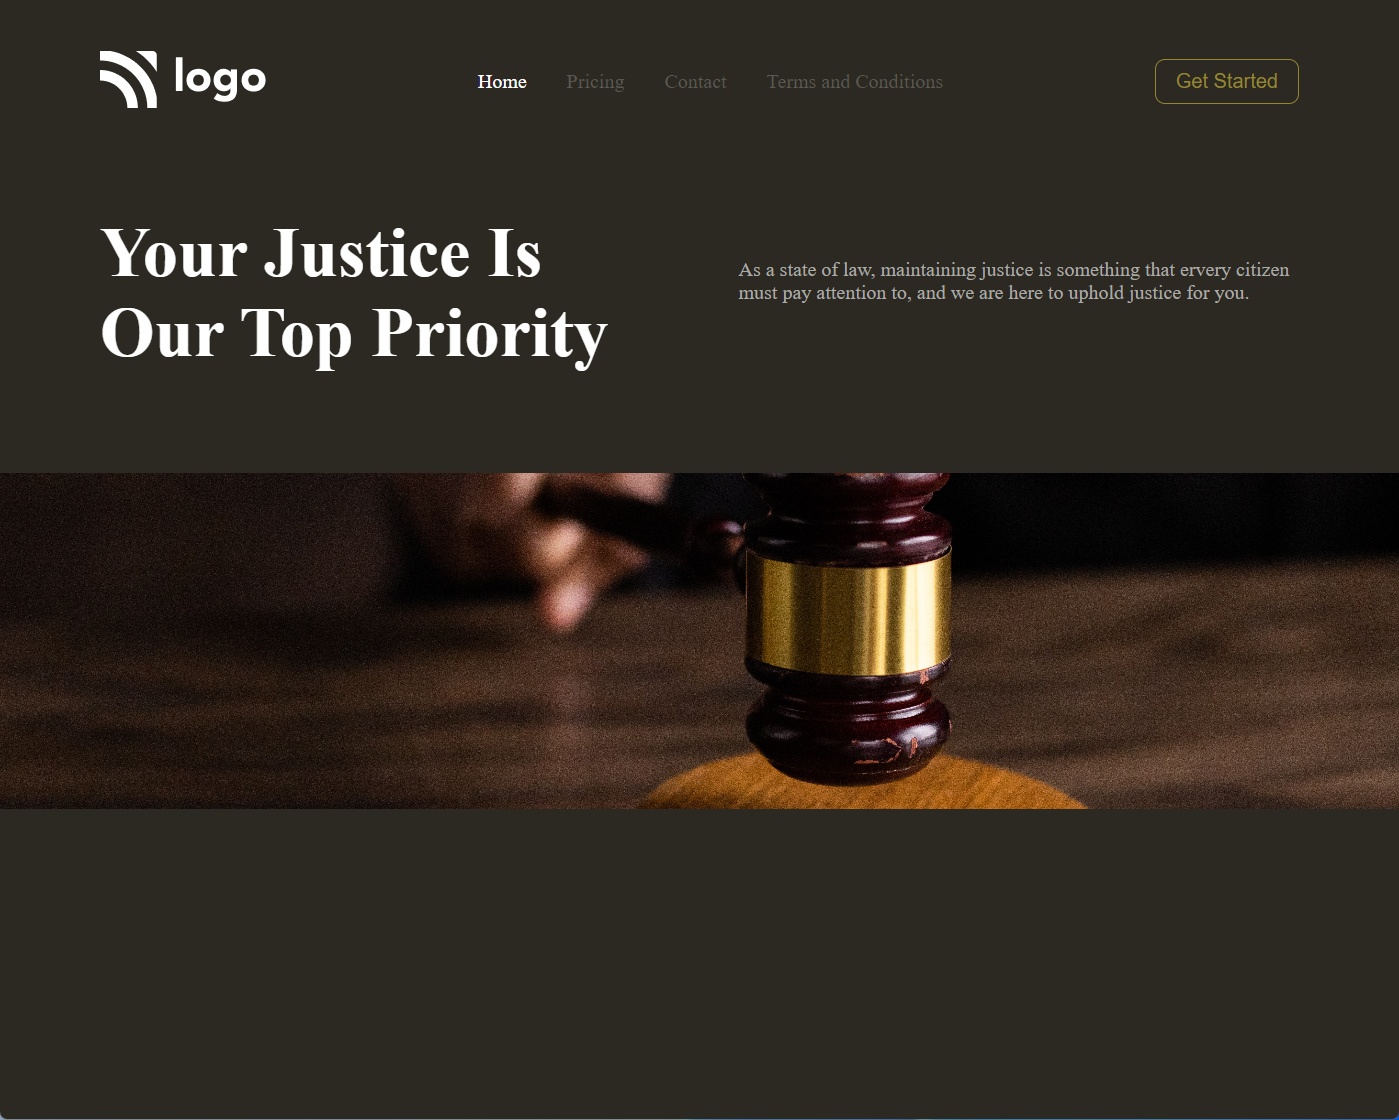 logo
Home
Pricing
Contact
Terms and Conditions
Get Started
Your Justice Is
Our Top Priority
As a state of law, maintaining justice is something that ervery citizen
must pay attention to, and we are here to uphold justice for you.